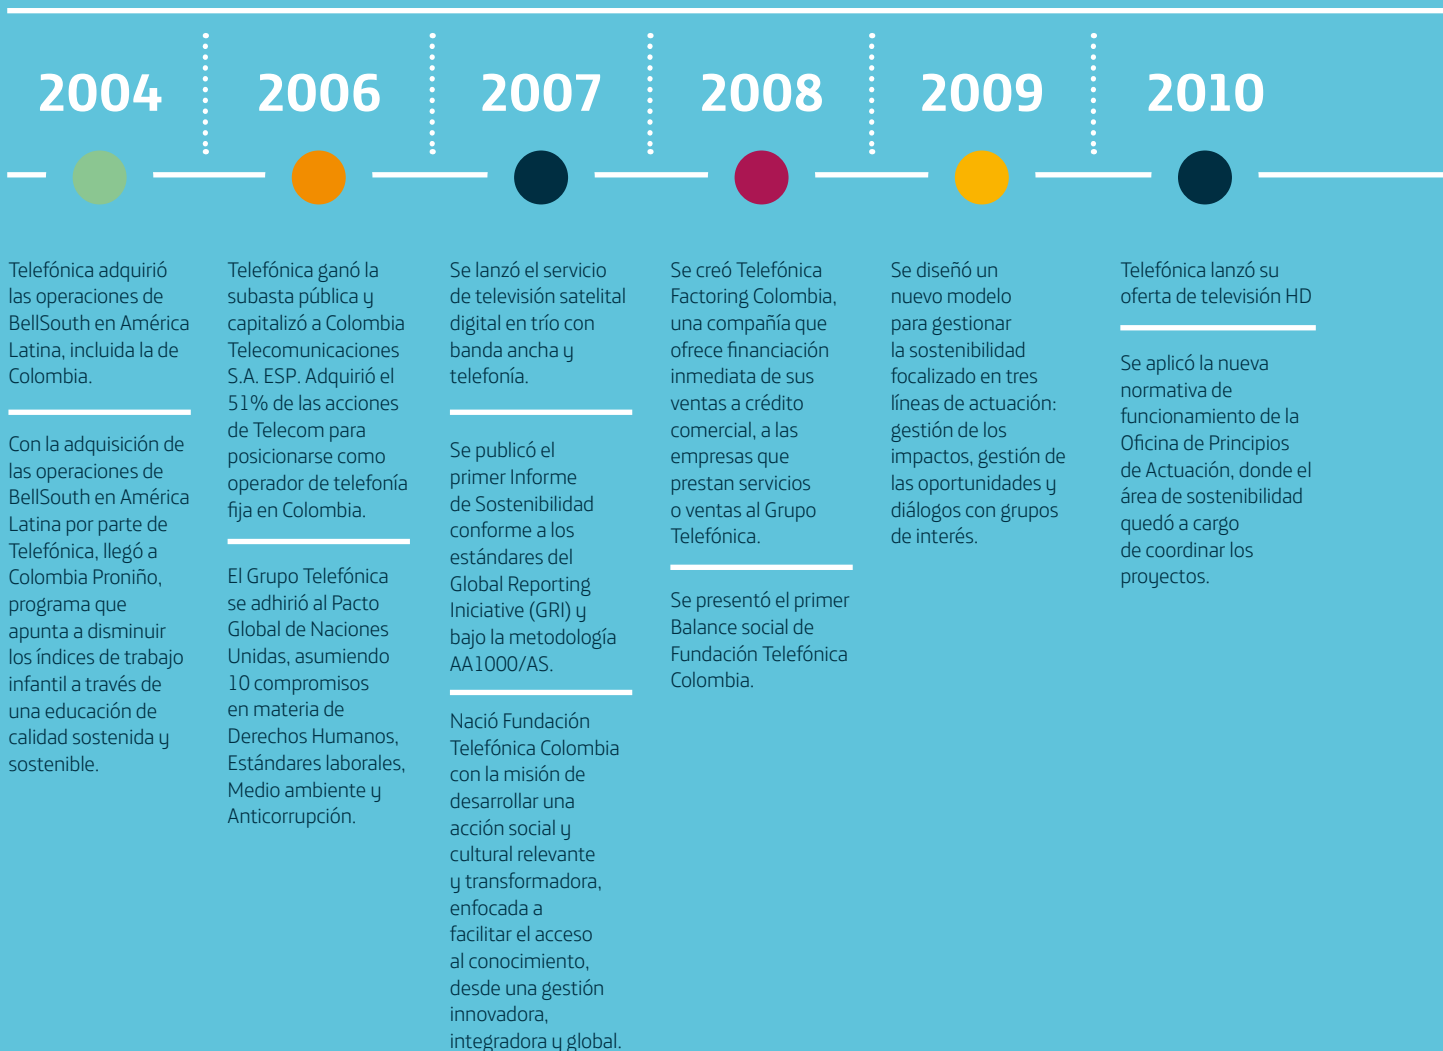 2004
Telefónica adquirió
las operaciones de
BellSouth en América
Latina, incluida la de
Colombia.
Con la adquisición de
las operaciones de
BellSouth en América
Latina por parte de
Telefónica, llegó a
Colombia Proniño,
programa que
apunta a disminuir
los índices de trabajo
infantil a través de
una educación de
calidad sostenida y
sostenible.
2006
Telefónica ganó la
subasta pública y
capitalizó a Colombia
Telecomunicaciones
S.A. ESP. Adquirió el
51% de las acciones
de Telecom para
posicionarse como
operador de telefonía
fija en Colombia.
El Grupo Telefónica
se adhirió al Pacto
Global de Naciones
Unidas, asumiendo
10 compromisos
en materia de
Derechos Humanos,
Estándares laborales,
Medio ambiente y
Anticorrupción.
2007
Se lanzó el servicio
de televisión satelital
digital en trío con
banda ancha y
telefonía.
Se publicó el
primer Informe
de Sostenibilidad
conforme a los
estándares del
Global Reporting
Iniciative (GRI) y
bajo la metodología
AA1000/AS.
Nació Fundación
Telefónica Colombia
con la misión de
desarrollar una
acción social y
cultural relevante
y transformadora,
enfocada a
facilitar el acceso
al conocimiento,
desde una gestión
innovadora,
integradora y global.
2008
Se creó Telefónica
Factoring Colombia,
una compañía que
ofrece financiación
inmediata de sus
ventas a crédito
comercial, a las
empresas que
prestan servicios
o ventas al Grupo
Telefónica.
Se presentó el primer
Balance social de
Fundación Telefónica
Colombia.
2009
Se diseñó un
nuevo modelo
para gestionar
la sostenibilidad
focalizado en tres
líneas de actuación:
gestión de los
impactos, gestión de
las oportunidades y
diálogos con grupos
de interés.
2010
Telefónica lanzó su
oferta de televisión HD
Se aplicó la nueva
normativa de
funcionamiento de la
Oficina de Principios
de Actuación, donde el
área de sostenibilidad
quedó a cargo
de coordinar los
proyectos.